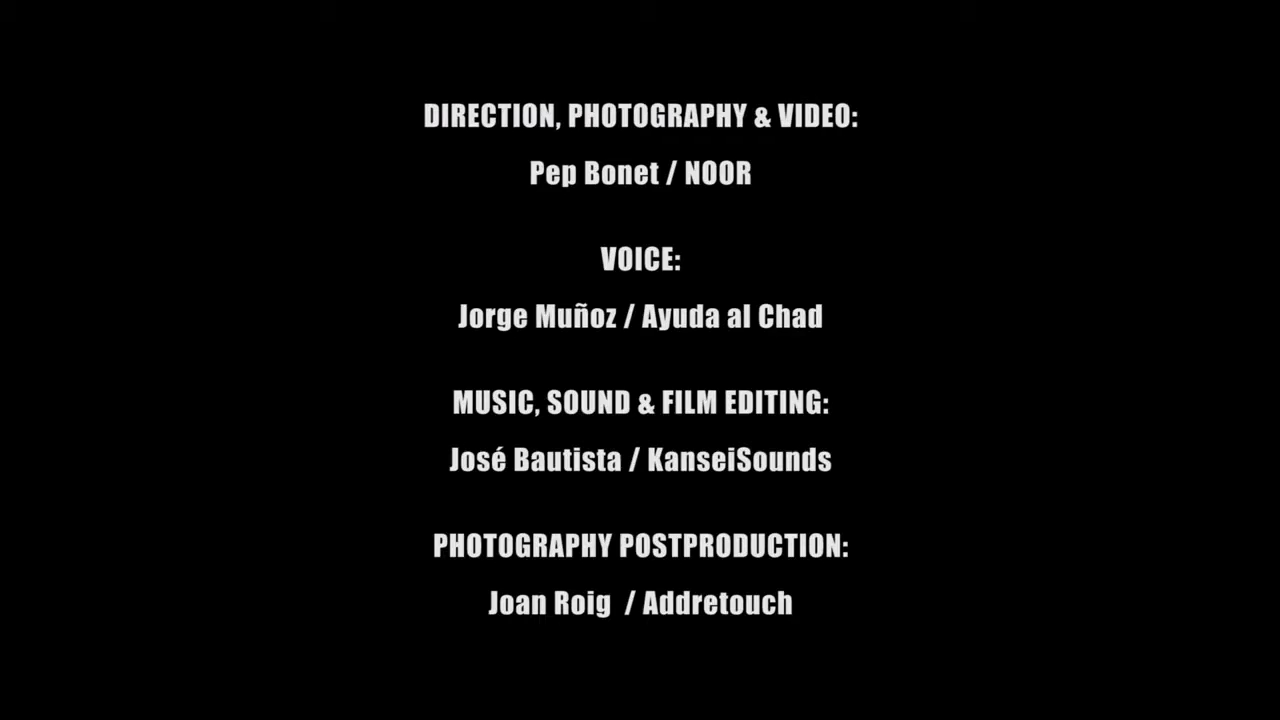 DIRECTION, PHOTOGRAPHY & VIDEO:
Pep Bonet / NOOR
VOICE:
Jorge Muñoz / Ayuda al Chad
MUSIC, SOUND & FILM EDITING:
José Bautista / KanseiSounds
PHOTOGRAPHY POSTPRODUCTION:
Joan Roig / Addretouch